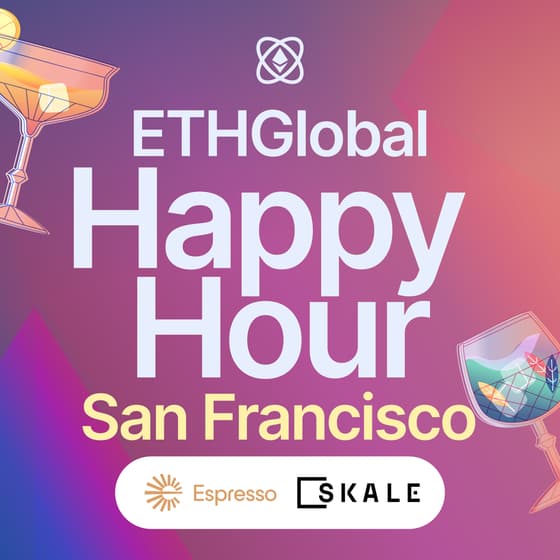 ETHGlobal
Happy
Hour
San Francisco
Espresso SKALE